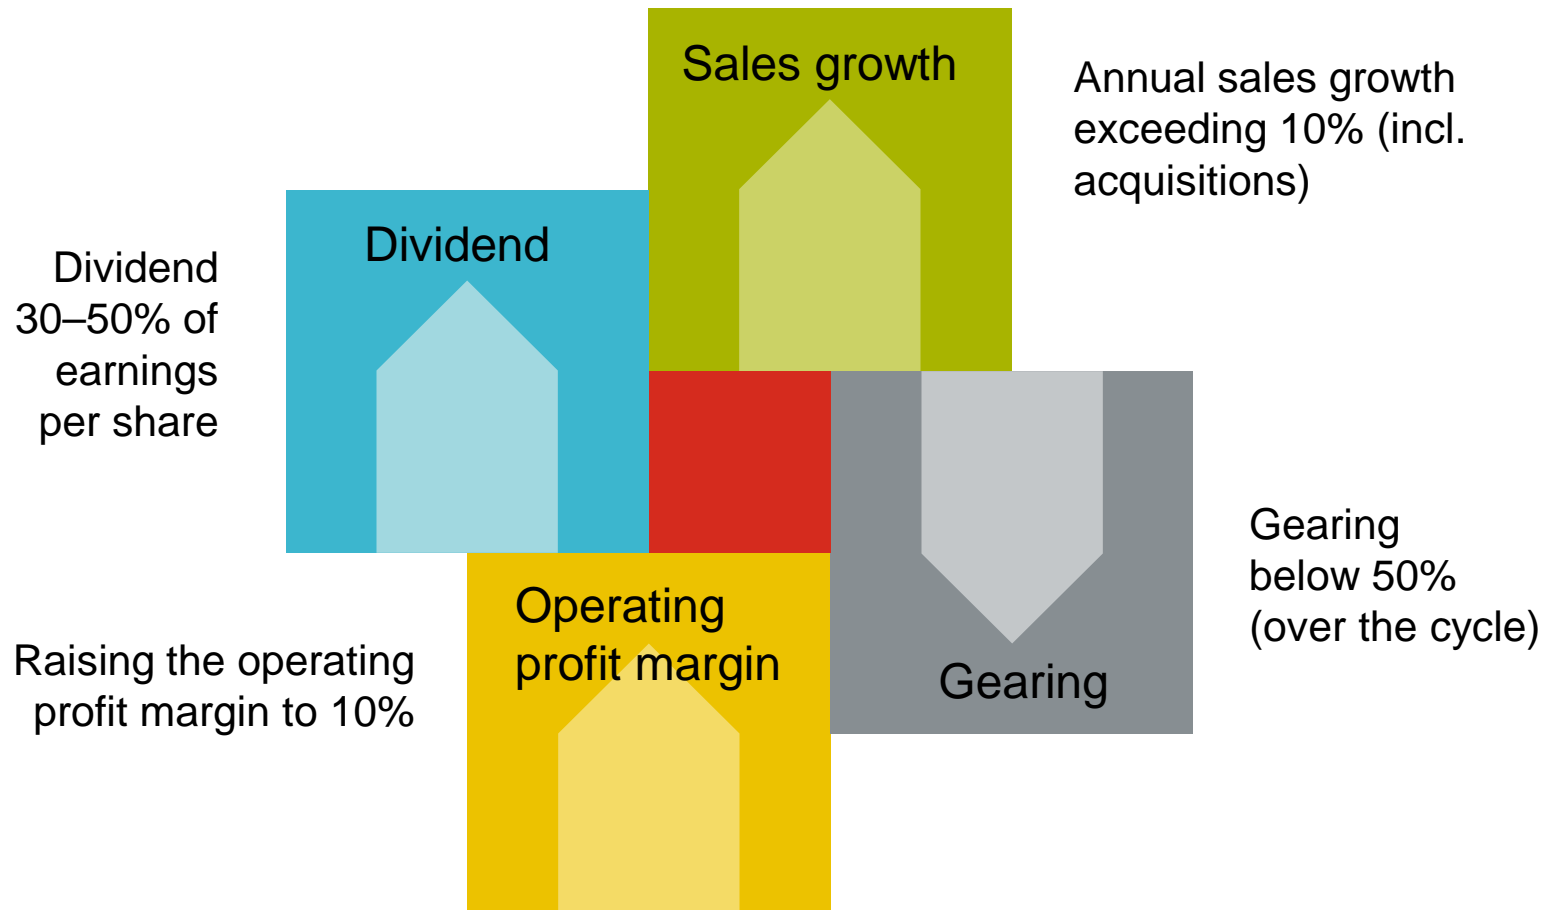 Sales growth
Annual sales growth
exceeding 10% (incl.
acquisitions)
Dividend
Dividend
30–50% of
earnings
per share
Gearing
below 50%
(over the cycle)
Gearing
Operating
profit margin
Raising the operating
profit margin to 10%